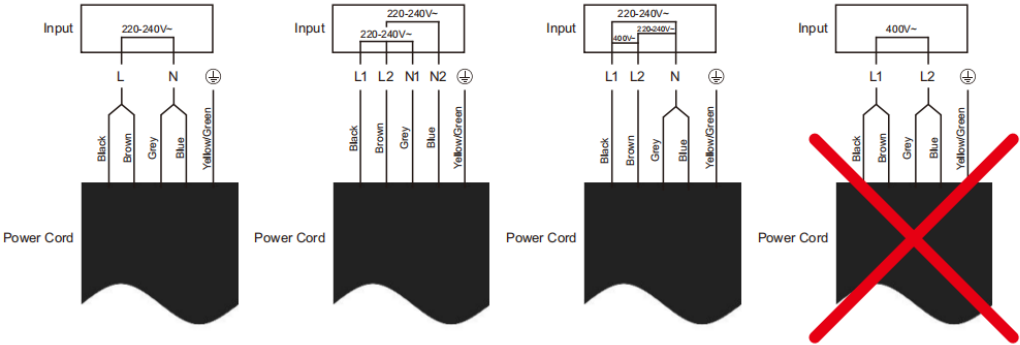 Input
220-240V~
L N
Black
Brown
Grey
Blue
Yellow/Green
Power Cord
Input
220-240V~
220-240V~
L1 L2 N1 N2
Black
Brown
Grey
Blue
Yellow/Green
Power Cord
Input
220-240V~
220-240V~
400V~
L1 L2 N
Black
Brown
Grey
Blue
Yellow/Green
Power Cord
Input
400V~
L1 L2
Black
Brown
Grey
Blue
Yellow/Green
Power Cord